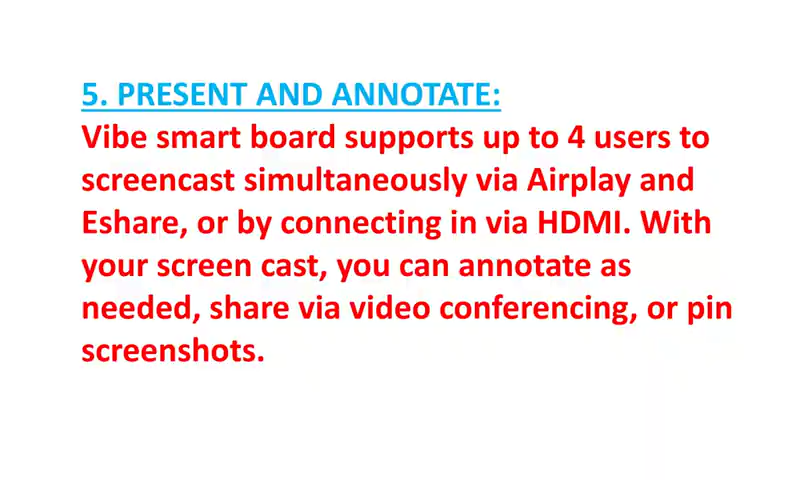 5. PRESENT AND ANNOTATE:
Vibe smart board supports up to 4 users to
screencast simultaneously via Airplay and
Eshare, or by connecting in via HDMI. With
your screen cast, you can annotate as
needed, share via video conferencing, or pin
screenshots.